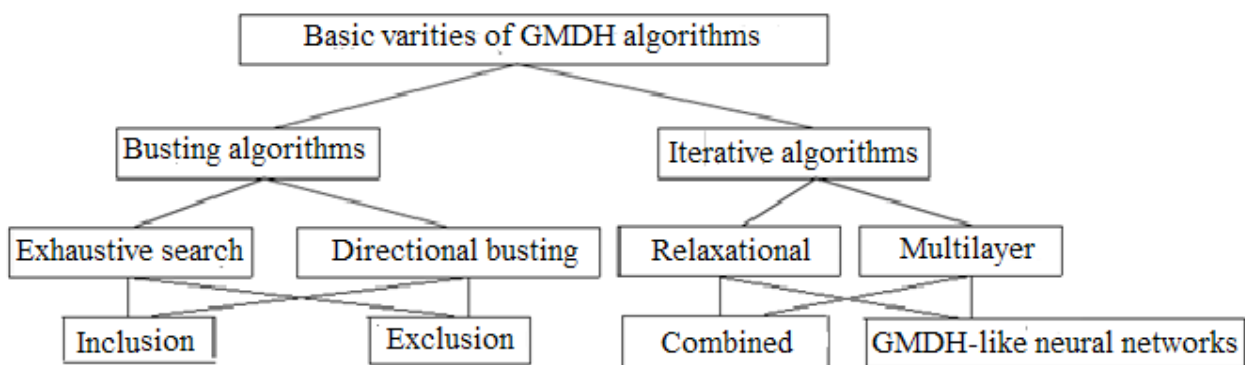 Basic varities of GMDH algorithms
Busting algorithms
Iterative algorithms
Exhaustive search
Directional busting
Relaxational
Multilayer
Inclusion
Exclusion
Combined
GMDH-like neural networks